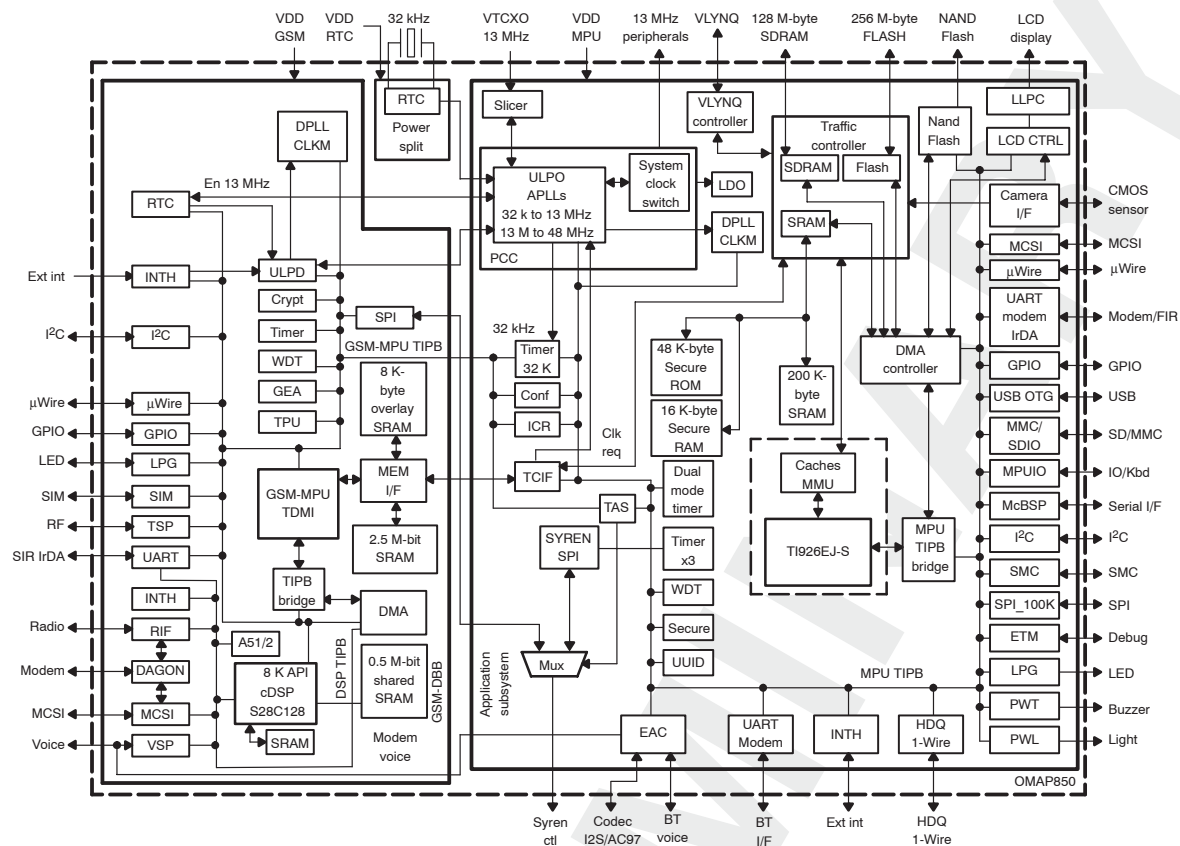 VDD
GSM
VDD
RTC
32 kHz
VTCXO
13 MHz
VDD
MPU
13 MHz
peripherals
VLYNQ
128 M-byte
SDRAM
256 M-byte
FLASH
NAND
Flash
LCD
display
RTC
Power
split
DPLL
CLKM
Slicer
VLYNQ
controller
Traffic
controller
SDRAM
Flash
SRAM
Nand
Flash
LLPC
LCD CTRL
En 13 MHz
RTC
ULPO
APLLs
32 k to 13 MHz
13 M to 48 MHz
PCC
System
clock
switch
LDO
DPLL
CLKM
Camera
I/F
CMOS
sensor
MCSI
MCSI
µWire
µWire
Ext int
INTH
ULPD
Crypt
Timer
WDT
GEA
TPU
SPI
GSM-MPU TIPB
I²C
I²C
32 kHz
Timer
32 K
Conf
ICR
48 K-byte
Secure
ROM
16 K-byte
Secure
RAM
200 K-
byte
SRAM
DMA
controller
UART
modem
IrDA
Modem/FIR
GPIO
GPIO
USB OTG
USB
MMC/
SDIO
SD/MMC
MPUIO
IO/Kbd
McBSP
Serial I/F
I²C
I²C
SMC
SMC
SPI_100K
SPI
ETM
Debug
LPG
LED
PWT
Buzzer
PWL
Light
µWire
µWire
GPIO
GPIO
LED
LPG
SIM
SIM
RF
TSP
SIR IrDA
UART
INTH
Radio
RIF
A51/2
Modem
DAGON
MCSI
MCSI
Voice
VSP
8 K-
byte
overlay
SRAM
MEM
I/F
2.5 M-bit
SRAM
GSM-MPU
TDMI
TIPB
bridge
DMA
8 K API
cDSP
S28C128
SRAM
DSP TIPB
0.5 M-bit
shared
SRAM
GSM-DBB
Modem
voice
Clk
req
TCIF
TAS
SYREN
SPI
Dual
mode
timer
Timer
x3
WDT
Secure
UUID
Mux
Application
subsystem
Caches
MMU
TI926EJ-S
MPU
TIPB
bridge
MPU TIPB
EAC
UART
Modem
INTH
HDQ
1-Wire
OMAP850
Syren
ctl
Codec
I2S/AC97
BT
voice
BT
I/F
Ext int
HDQ
1-Wire